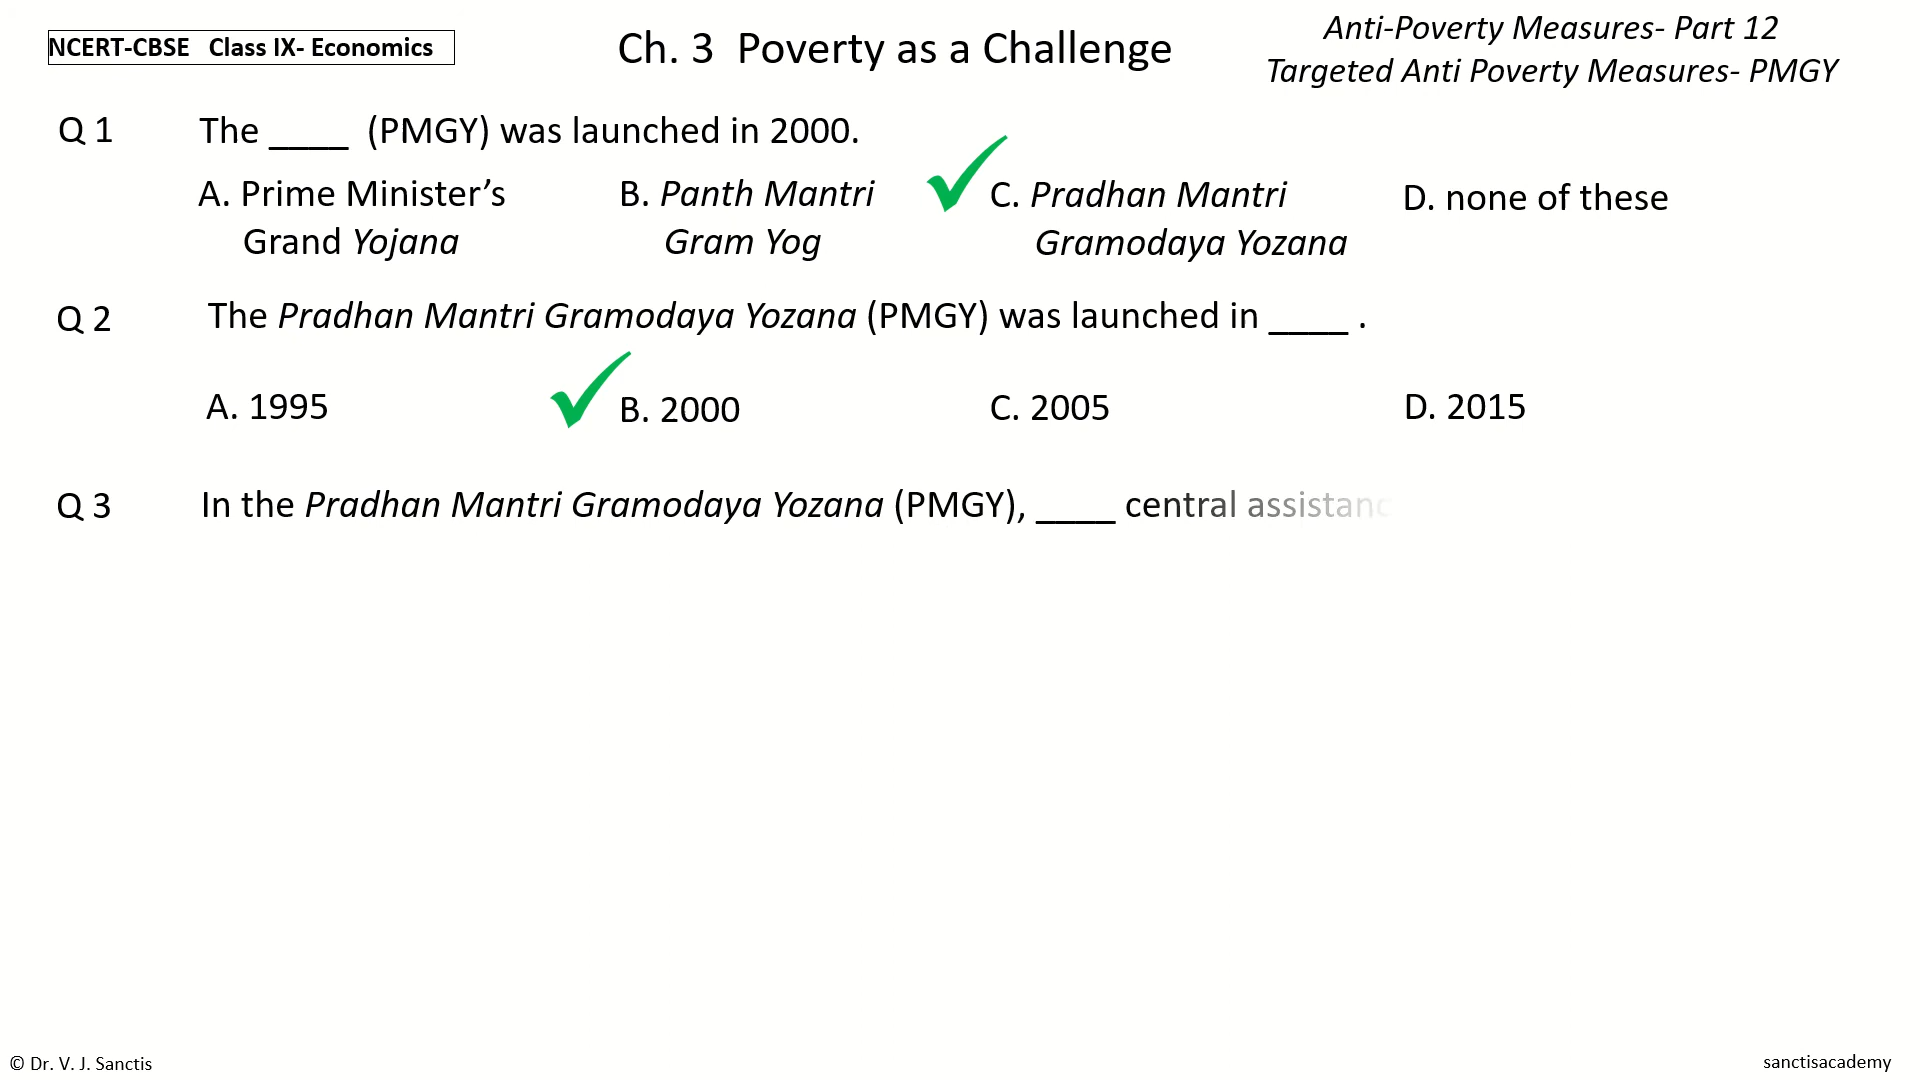 NCERT-CBSE Class IX- Economics
Ch. 3 Poverty as a Challenge
Anti-Poverty Measures- Part 12
Targeted Anti Poverty Measures- PMGY
Q 1 The ____ (PMGY) was launched in 2000.
A. Prime Minister’s Grand Yojana
B. Panth Mantri Gram Yog
C. Pradhan Mantri Gramodaya Yozana
D. none of these
Q 2 The Pradhan Mantri Gramodaya Yozana (PMGY) was launched in ____ .
A. 1995 B. 2000 C. 2005 D. 2015
Q 3 In the Pradhan Mantri Gramodaya Yozana (PMGY), ____ central assistanc
© Dr. V. J. Sanctis
sanctisacademy